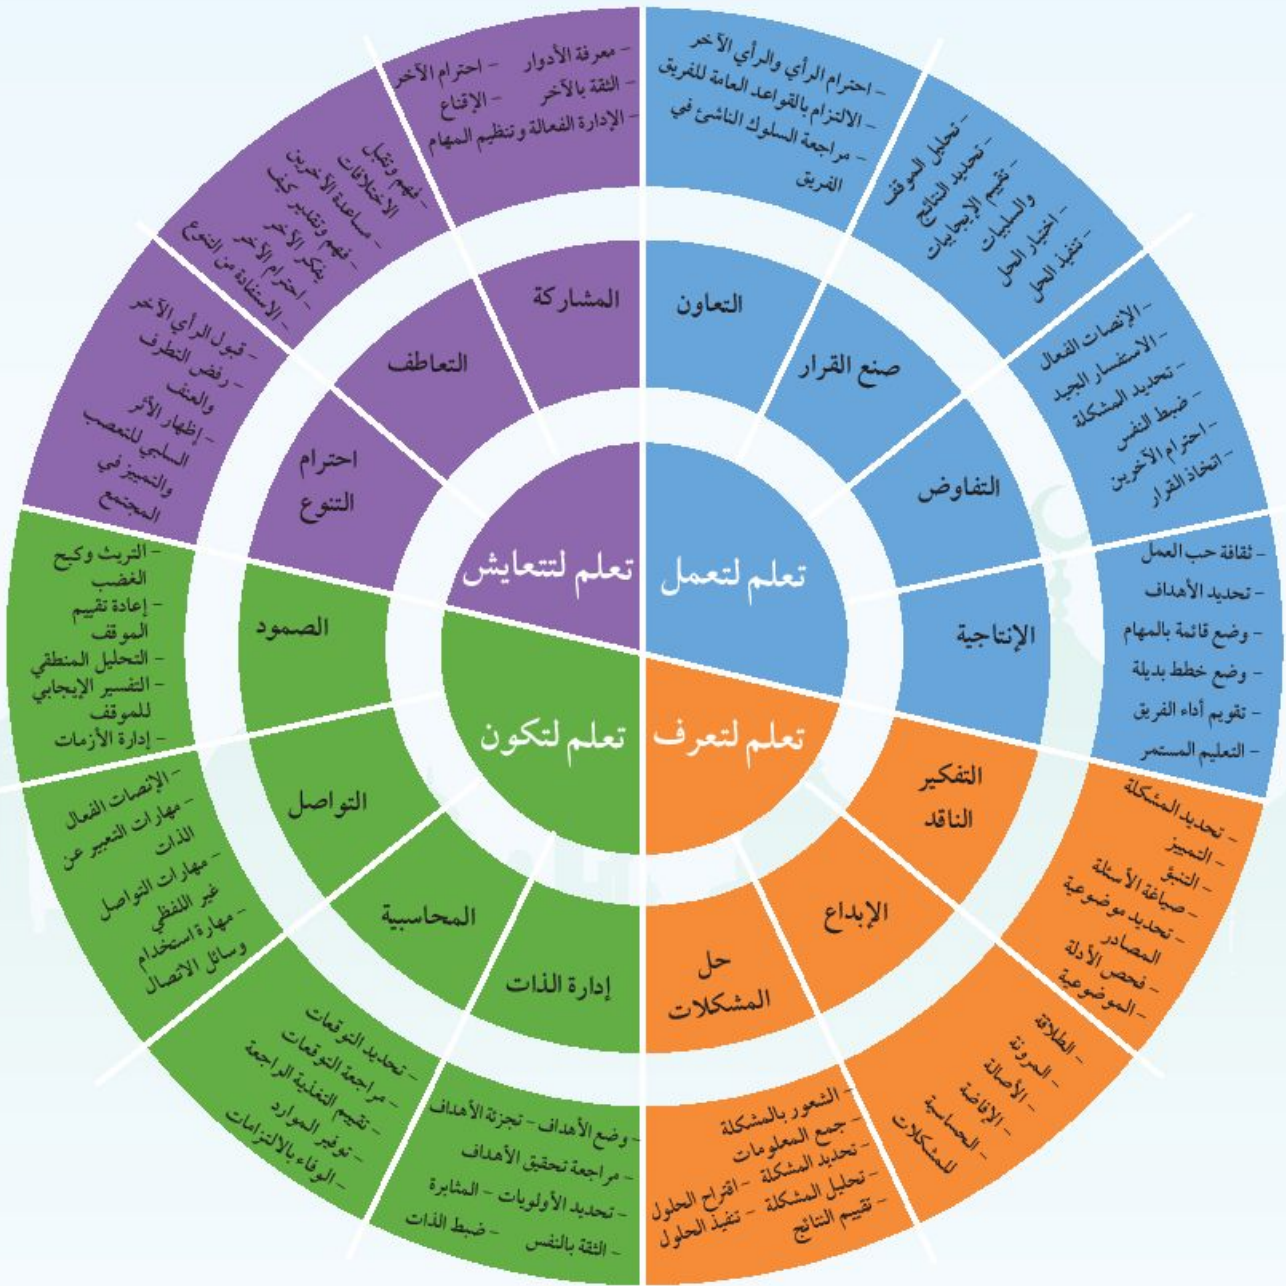 تعلم لتعمل
التعاون
- احترام الرأي والرأي الآخر
- الالتزام بالقواعد العامة للفريق
- مراجعة السلوك الناشئ في
الفريق
صنع القرار
- تحليل الموقف
- تحديد النتائج
- تقييم الإيجابيات
والسلبيات
- اختيار الحل
- تنفيذ الحل
التفاوض
- الإنصات الفعال
- الاستفسار الجيد
- تحديد المشكلة
- ضبط النفس
- احترام الآخرين
- اتخاذ القرار
الإنتاجية
- ثقافة حب العمل
- تحديد الأهداف
- وضع قائمة بالمهام
- وضع خطط بديلة
- تقويم أداء الفريق
- التعليم المستمر
تعلم لتعرف
التفكير
الناقد
- تحديد المشكلة
- التمييز
- التنبؤ
- صياغة الأسئلة
- تحديد موضوعية
المصادر
- فحص الأدلة
- الموضوعية
الإبداع
- الطلاقة
- المرونة
- الأصالة
- الإفاضة
- الحساسية
للمشكلات
حل
المشكلات
- الشعور بالمشكلة
- جمع المعلومات
- تحديد المشكلة - اقتراح الحلول
- تحليل المشكلة - تنفيذ الحلول
- تقييم النتائج
تعلم لتكون
إدارة الذات
- وضع الأهداف - تجزئة الأهداف
- مراجعة تحقيق الأهداف
- تحديد الأولويات - المثابرة
- الثقة بالنفس - ضبط الذات
المحاسبية
- تحديد التوقعات
- مراجعة التوقعات
- تقييم التغذية الراجعة
- توفير الموارد
- الوفاء بالالتزامات
التواصل
- الإنصات الفعال
- مهارات التعبير عن
الذات
- مهارات التواصل
غير اللفظي
- مهارة استخدام
وسائل الاتصال
الصمود
- التريث وكبح
الغضب
- إعادة تقييم
الموقف
- التحليل المنطقي
- التفسير الإيجابي
للموقف
- إدارة الأزمات
تعلم لتتعايش
احترام
التنوع
- قبول الرأي الآخر
- رفض التطرف
والعنف
- إظهار الأثر
السلبي للتعصب
والتمييز في
المجتمع
التعاطف
- فهم وتقبل
الاختلافات
- مساعدة الآخرين
- فهم وتقدير كيف
يفكر الآخر
- احترام الآخر
- الاستفادة من التنوع
المشاركة
- معرفة الأدوار - احترام الآخر
- الثقة بالآخر - الإقناع
- الإدارة الفعالة وتنظيم المهام